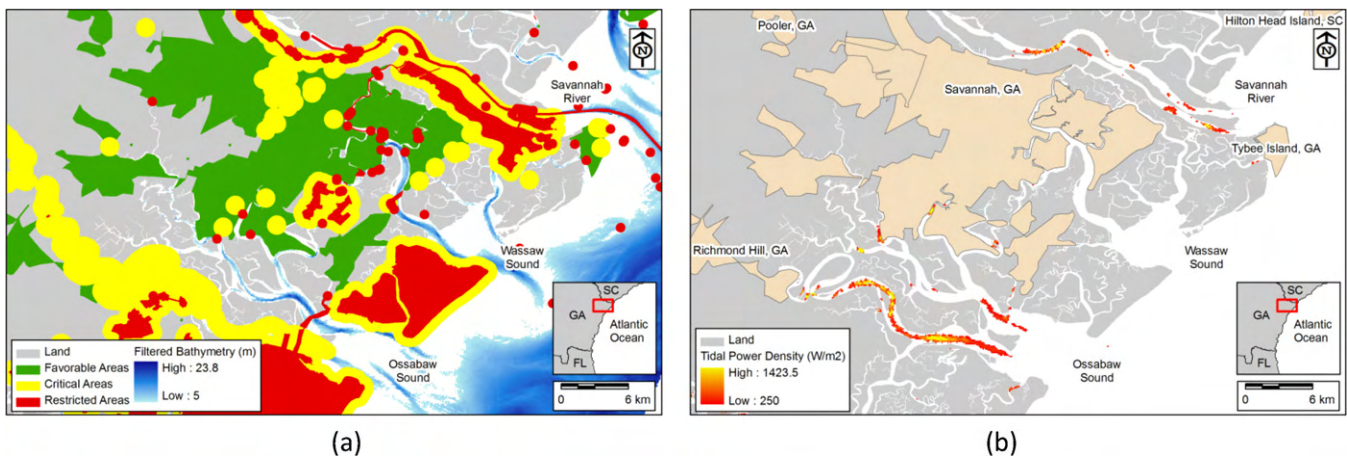 N
Savannah
River
Wassaw
Sound
Ossabaw
Sound
Land
Favorable Areas
Critical Areas
Restricted Areas
Filtered Bathymetry (m)
High : 23.8
Low : 5
SC
GA
Atlantic
Ocean
FL
0 6 km
(a)
Pooler, GA
Hilton Head Island, SC
N
Savannah, GA
Savannah
River
Tybee Island, GA
Richmond Hill, GA
Wassaw
Sound
Ossabaw
Sound
Land
Tidal Power Density (W/m2)
High : 1423.5
Low : 250
SC
GA
Atlantic
Ocean
FL
0 6 km
(b)